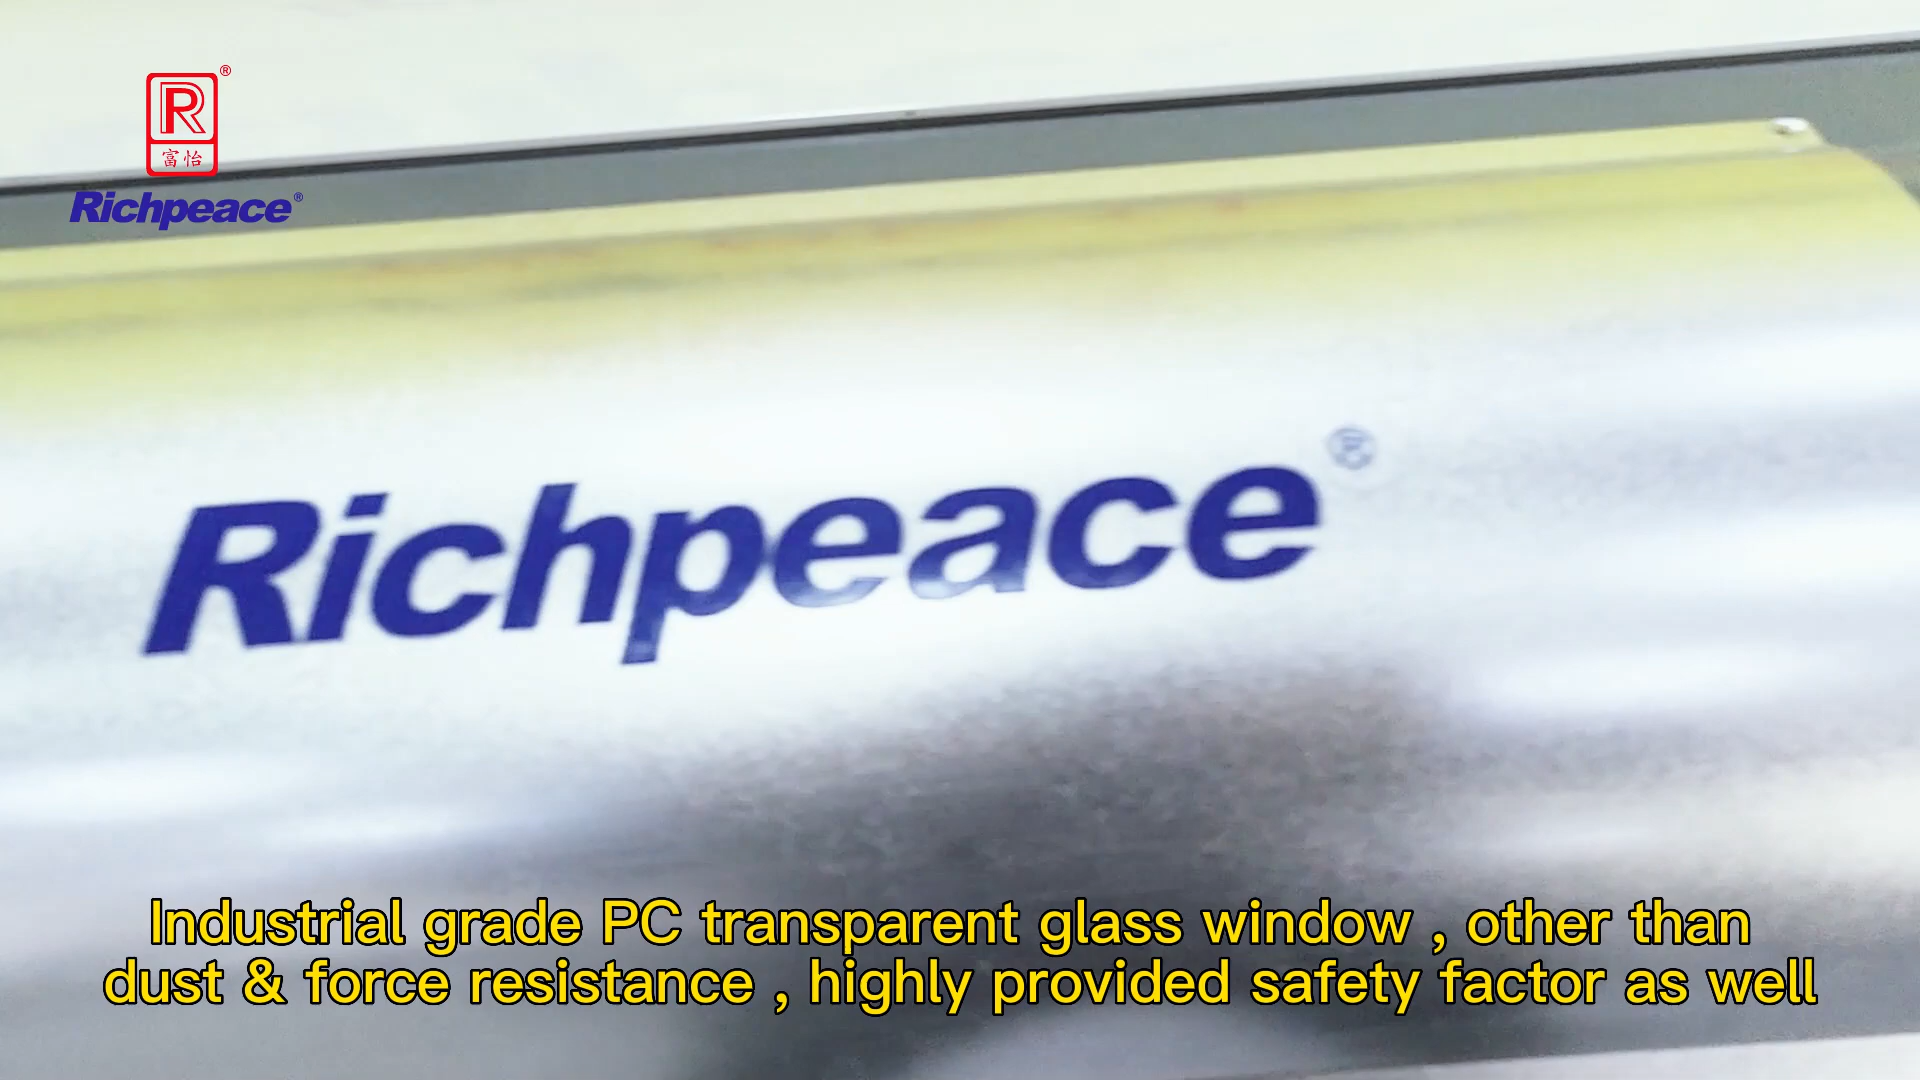 R®
富怡
Richpeace®
Richpeace®
Industrial grade PC transparent glass window , other than
dust & force resistance , highly provided safety factor as well